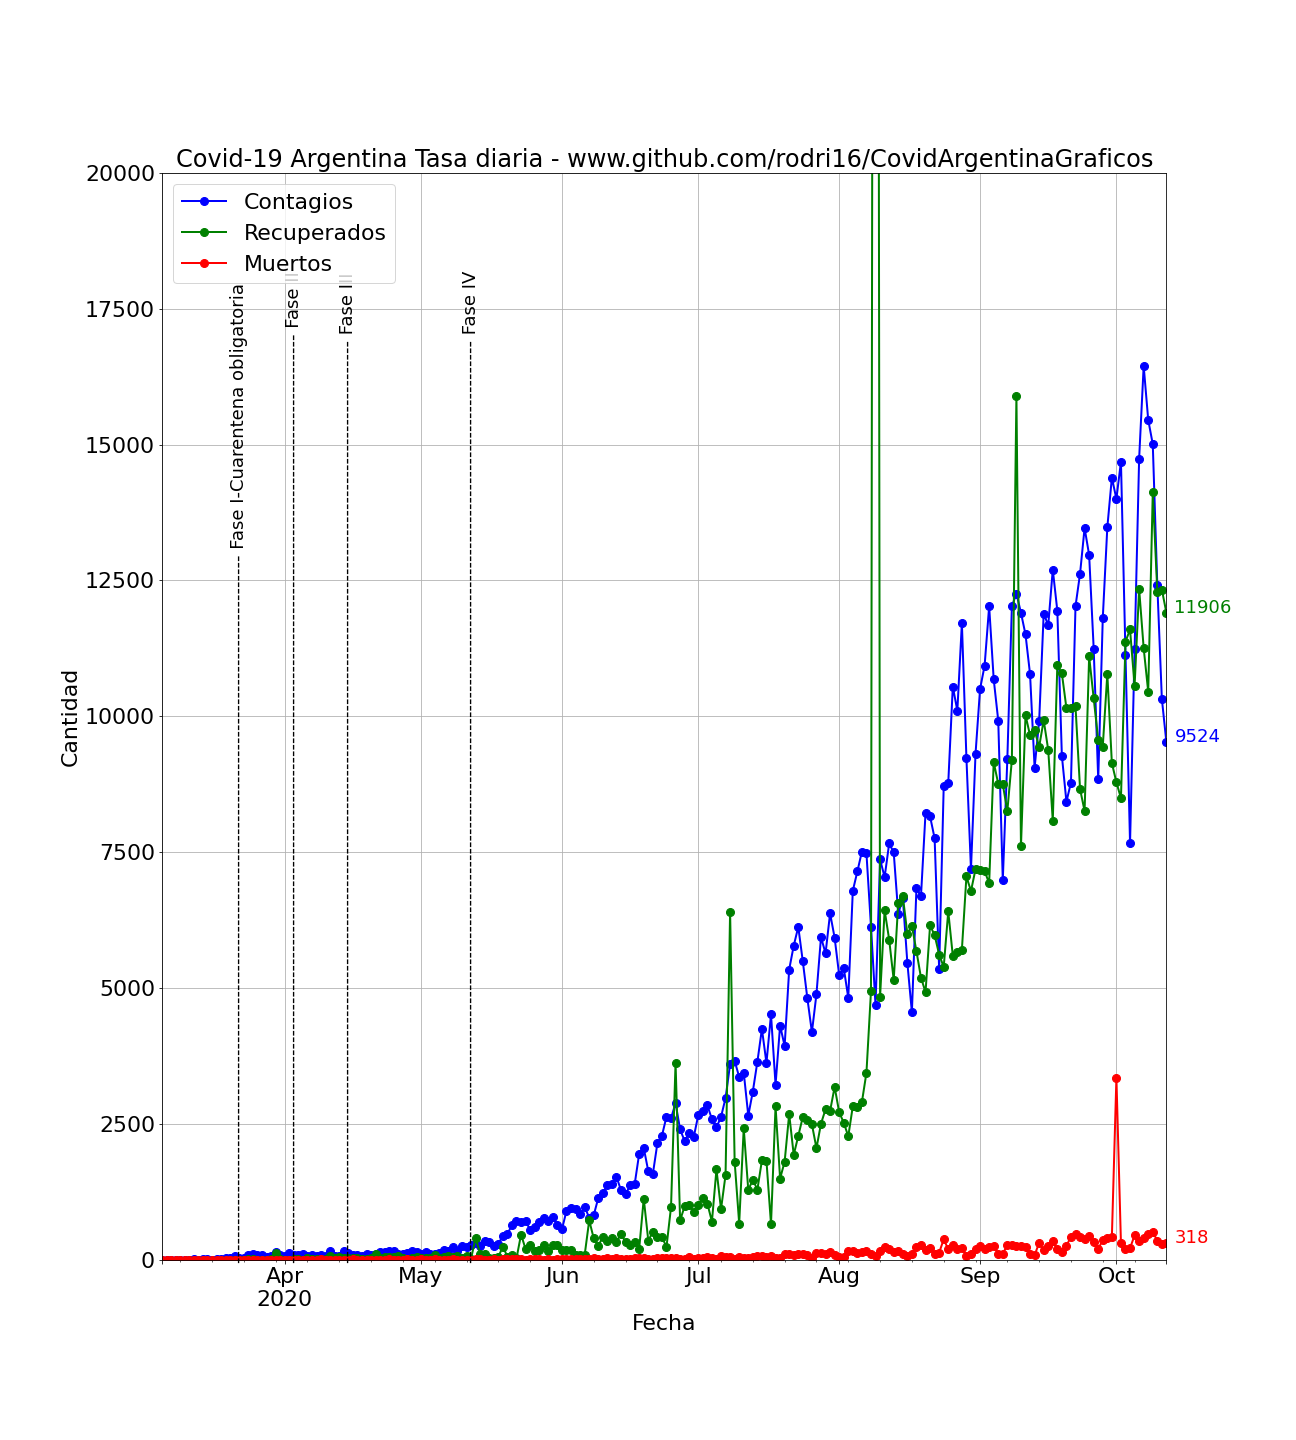 Covid-19 Argentina Tasa diaria - www.github.com/rodri16/CovidArgentinaGraficos
20000
17500
15000
12500
10000
7500
5000
2500
0
Cantidad
Contagios
Recuperados
Muertos
Fase I-Cuarentena obligatoria
Fase II
Fase III
Fase IV
11906
9524
318
Apr
2020
May
Jun
Jul
Aug
Sep
Oct
Fecha